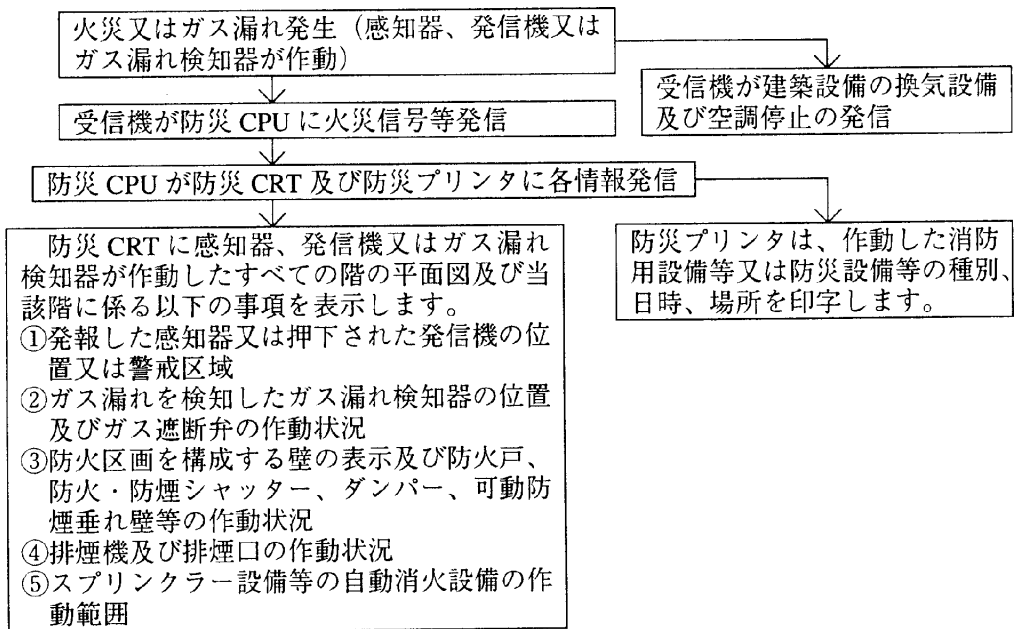 火災又はガス漏れ発生（感知器、発信機又は
ガス漏れ検知器が作動）
受信機が建築設備の換気設備
及び空調停止の発信
受信機が防災 CPU に火災信号等発信
防災 CPU が防災 CRT 及び防災プリンタに各情報発信
防災 CRT に感知器、発信機又はガス漏れ
検知器が作動したすべての階の平面図及び当
該階に係る以下の事項を表示します。
①発報した感知器又は押下された発信機の位
置又は警戒区域
②ガス漏れを検知したガス漏れ検知器の位置
及びガス遮断弁の作動状況
③防火区画を構成する壁の表示及び防火戸、
防火・防煙シャッター、ダンパー、可動防
煙垂れ壁等の作動状況
④排煙機及び排煙口の作動状況
⑤スプリンクラー設備等の自動消火設備の作
動範囲
防災プリンタは、作動した消防
用設備等又は防災設備等の種別、
日時、場所を印字します。